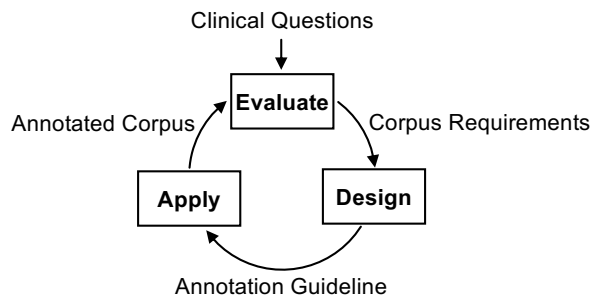 Clinical Questions
Evaluate
Annotated Corpus
Corpus Requirements
Apply
Design
Annotation Guideline